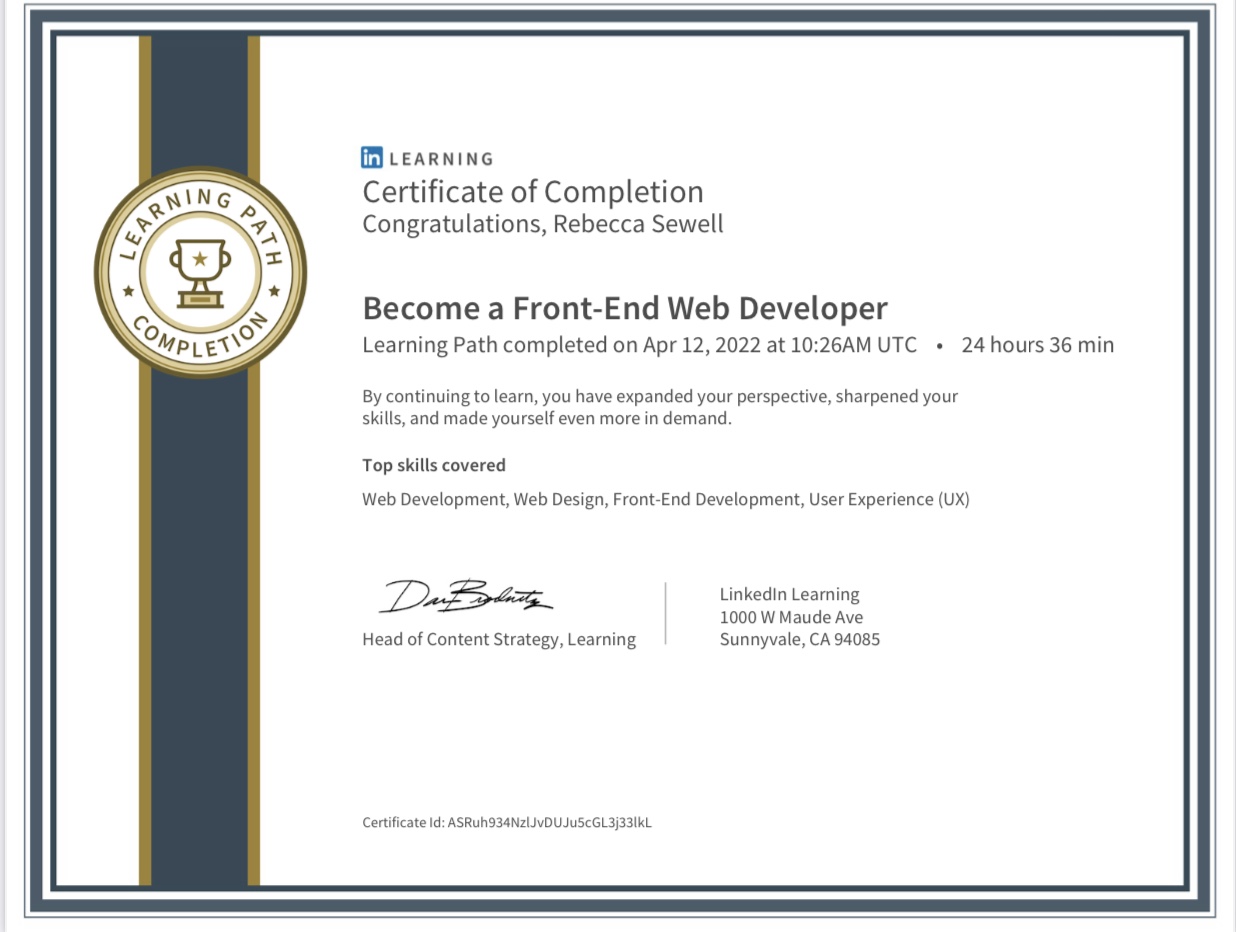 LEARNING PATH
COMPLETION
in LEARNING
Certificate of Completion
Congratulations, Rebecca Sewell
Become a Front-End Web Developer
Learning Path completed on Apr 12, 2022 at 10:26AM UTC • 24 hours 36 min
By continuing to learn, you have expanded your perspective, sharpened your
skills, and made yourself even more in demand.
Top skills covered
Web Development, Web Design, Front-End Development, User Experience (UX)
Head of Content Strategy, Learning
LinkedIn Learning
1000 W Maude Ave
Sunnyvale, CA 94085
Certificate Id: ASRuh934NzlJvDUJu5cGL3j33lkL